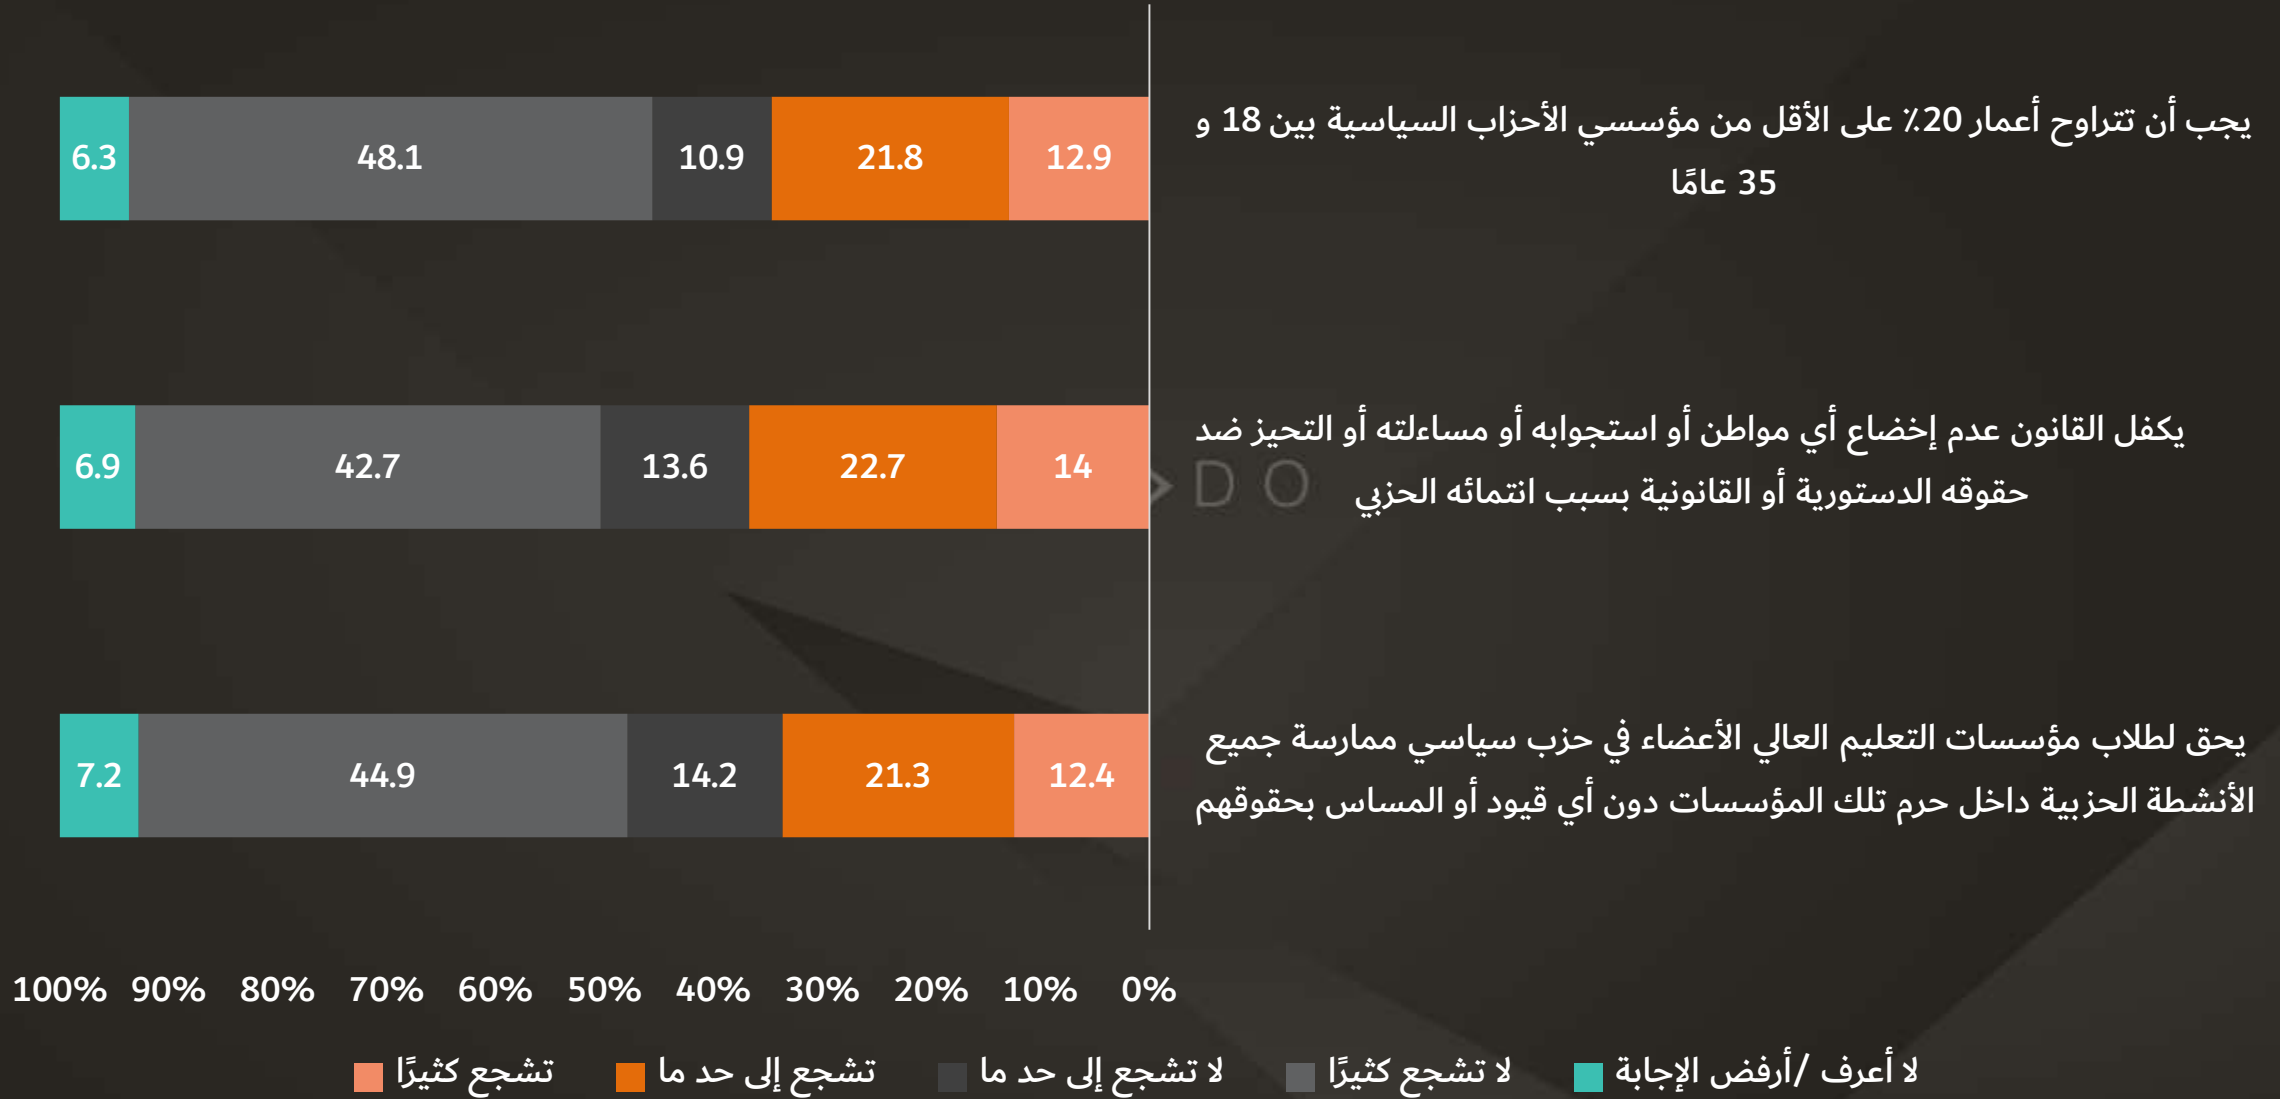 يجب أن تتراوح أعمار 20٪ على الأقل من مؤسسي الأحزاب السياسية بين 18 و
35 عامًا
12.9 21.8 10.9 48.1 6.3
يكفل القانون عدم إخضاع أي مواطن أو استجوابه أو مساءلته أو التحيز ضد
حقوقه الدستورية أو القانونية بسبب انتمائه الحزبي
14 22.7 13.6 42.7 6.9
DO
يحق لطلاب مؤسسات التعليم العالي الأعضاء في حزب سياسي ممارسة جميع
الأنشطة الحزبية داخل حرم تلك المؤسسات دون أي قيود أو المساس بحقوقهم
12.4 21.3 14.2 44.9 7.2
100% 90% 80% 70% 60% 50% 40% 30% 20% 10% 0%
لا أعرف /أرفض الإجابة لا تشجع كثيرًا لا تشجع إلى حد ما تشجع إلى حد ما تشجع كثيرًا